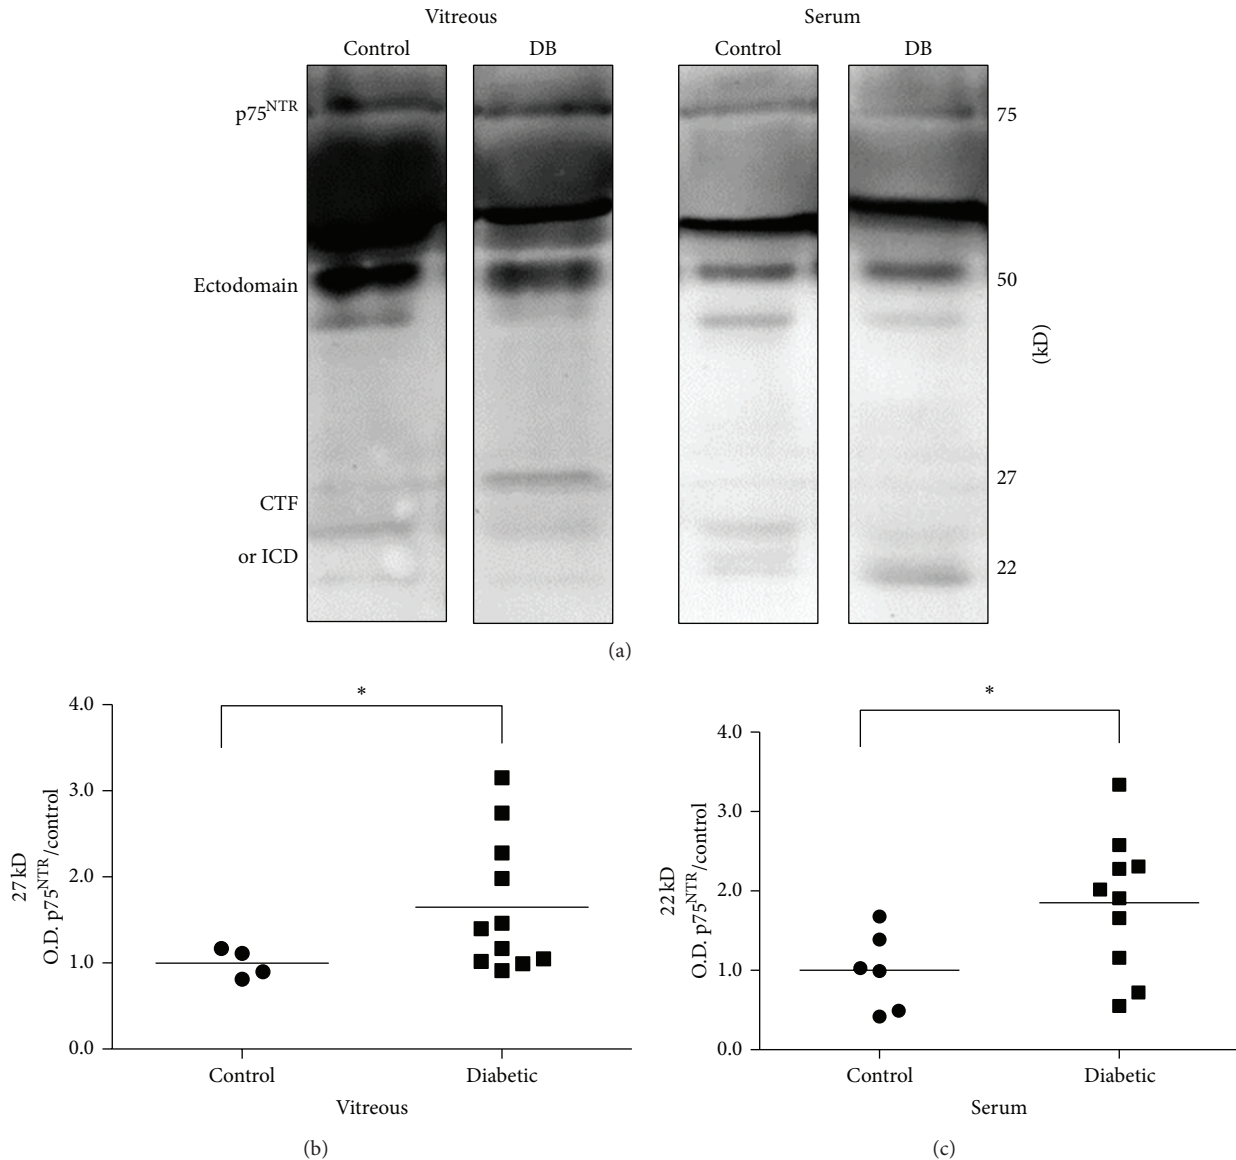 Vitreous Serum
Control DB Control DB
p75NTR 75
Ectodomain 50
(kD)
27
CTF
or ICD
22
(a)
*
4.0
3.0
2.0
1.0
0.0
27 kD
O.D. p75NTR/control
Control Diabetic
Vitreous
(b)
*
4.0
3.0
2.0
1.0
0.0
22 kD
O.D. p75NTR/control
Control Diabetic
Serum
(c)